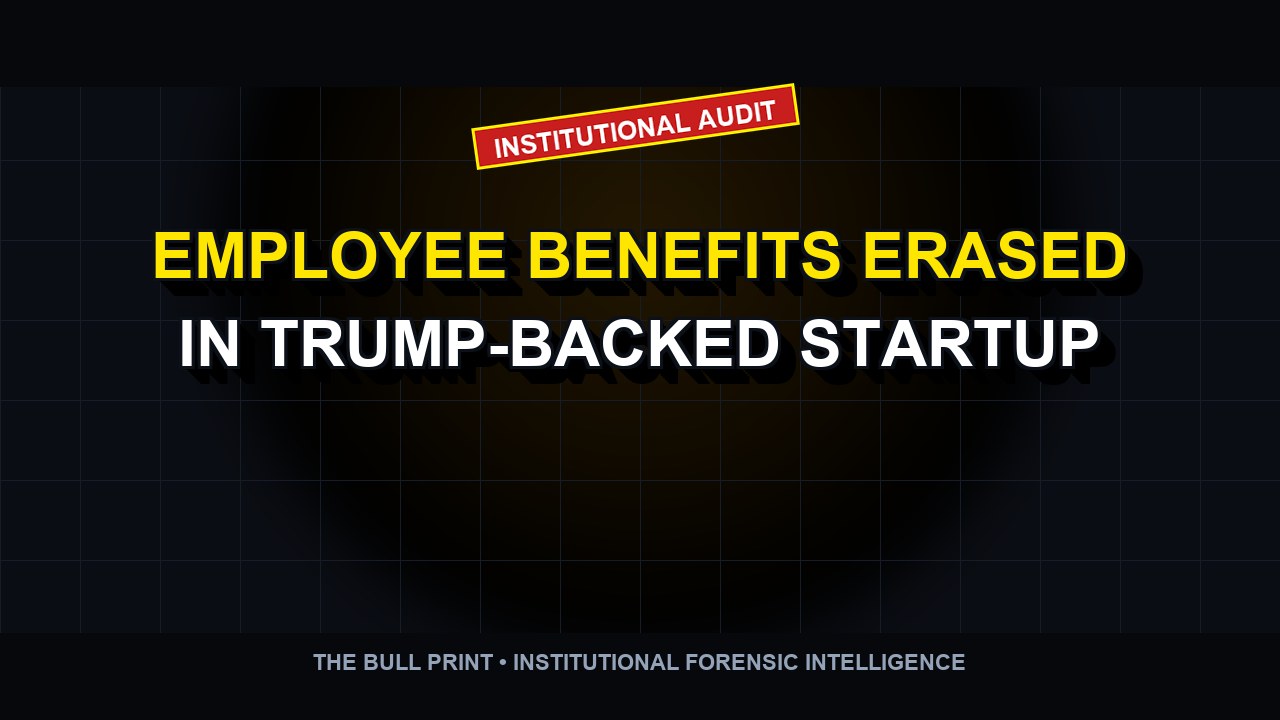 INSTITUTIONAL AUDIT
EMPLOYEE BENEFITS ERASED
IN TRUMP-BACKED STARTUP
THE BULL PRINT • INSTITUTIONAL FORENSIC INTELLIGENCE